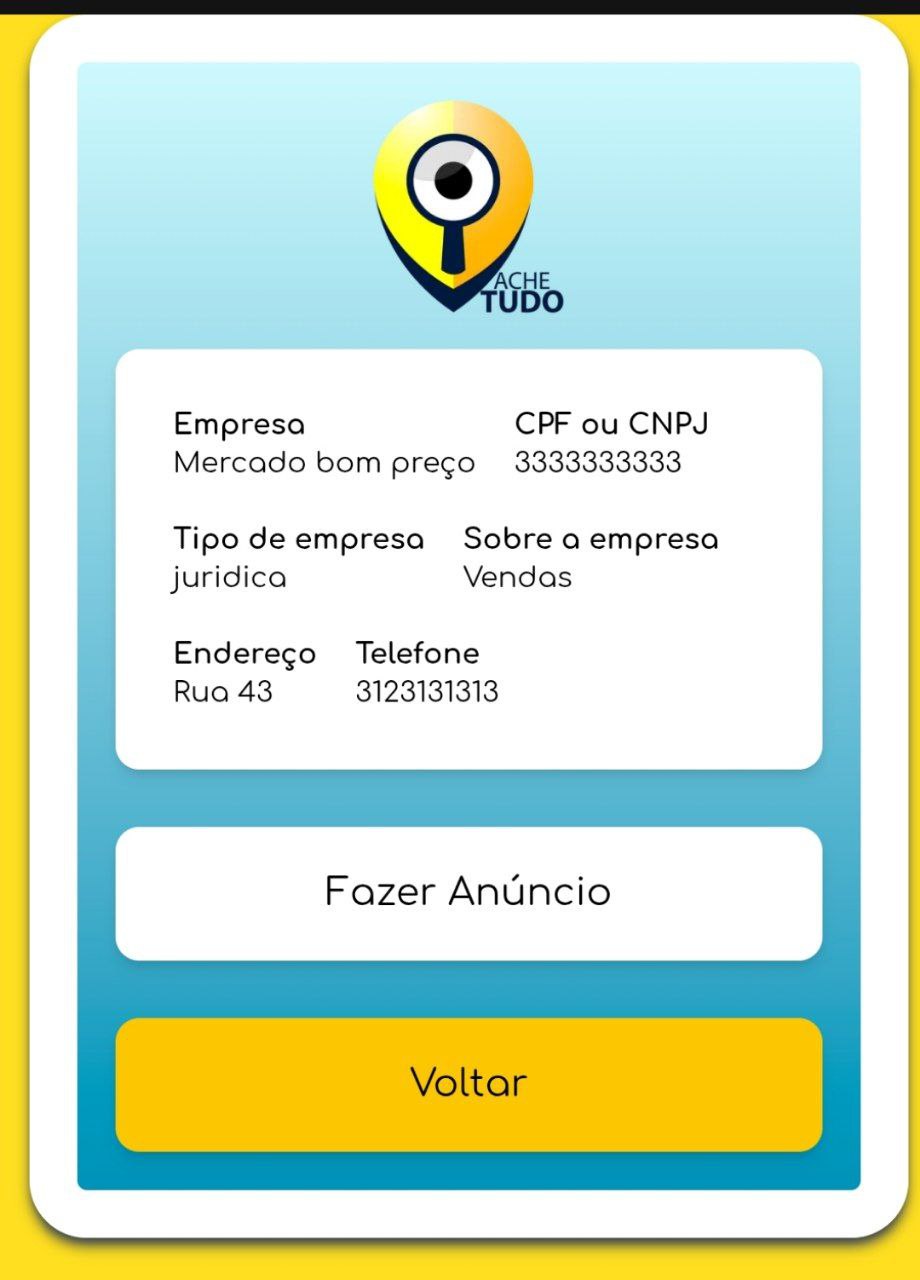 ACHE
TUDO
Empresa CPF ou CNPJ
Mercado bom preço 3333333333
Tipo de empresa Sobre a empresa
juridica Vendas
Endereço Telefone
Rua 43 3123131313
Fazer Anúncio
Voltar